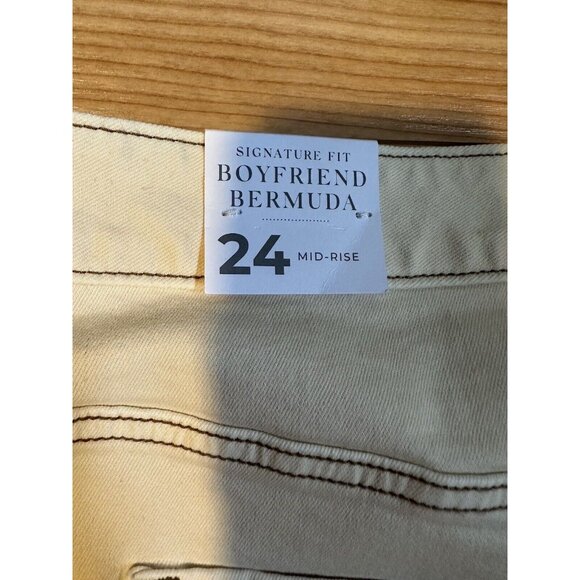 SIGNATURE FIT
BOYFRIEND
BERMUDA
24 MID-RISE